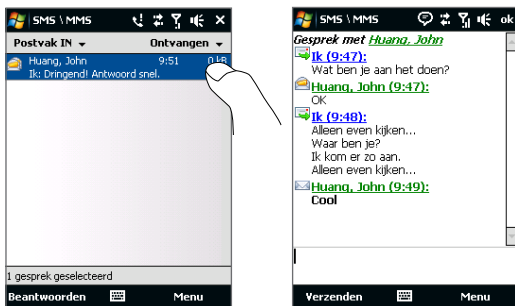 SMS \ MMS
Postvak IN
Ontvangen
Huang, John
9:51
0 kB
Ik: Dringend! Antwoord snel.
1 gesprek geselecteerd
Beantwoorden
Menu
SMS \ MMS
ok
Gesprek met Huang, John
Ik (9:47):
Wat ben je aan het doen?
Huang, John (9:47):
OK
Ik (9:48):
Alleen even kijken...
Waar ben je?
Ik kom er zo aan.
Alleen even kijken...
Huang, John (9:49):
Cool
Verzenden
Menu